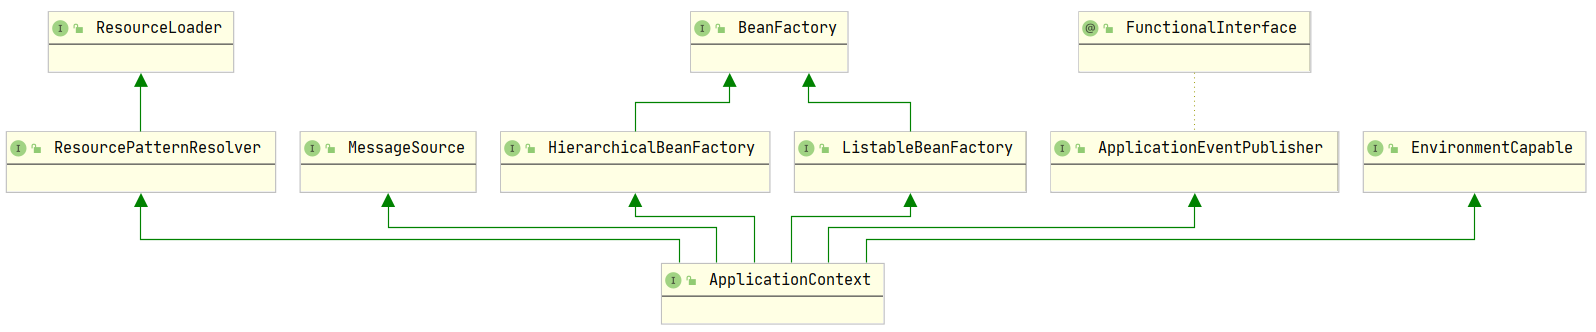 I ResourceLoader
I BeanFactory
@ FunctionalInterface
I ResourcePatternResolver
I MessageSource
I HierarchicalBeanFactory
I ListableBeanFactory
I ApplicationEventPublisher
I EnvironmentCapable
I ApplicationContext